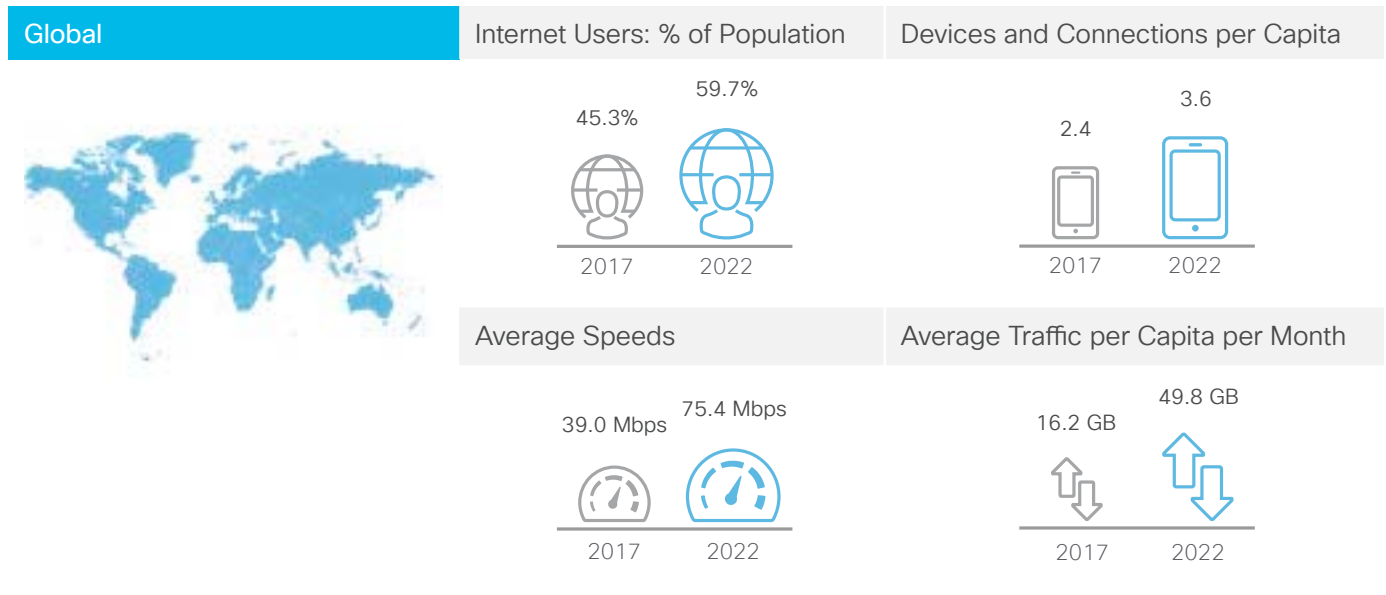 Global
Internet Users: % of Population
Devices and Connections per Capita
45.3%
59.7%
2017
2022
2.4
3.6
2017
2022
Average Speeds
Average Traffic per Capita per Month
39.0 Mbps
75.4 Mbps
2017
2022
16.2 GB
49.8 GB
2017
2022